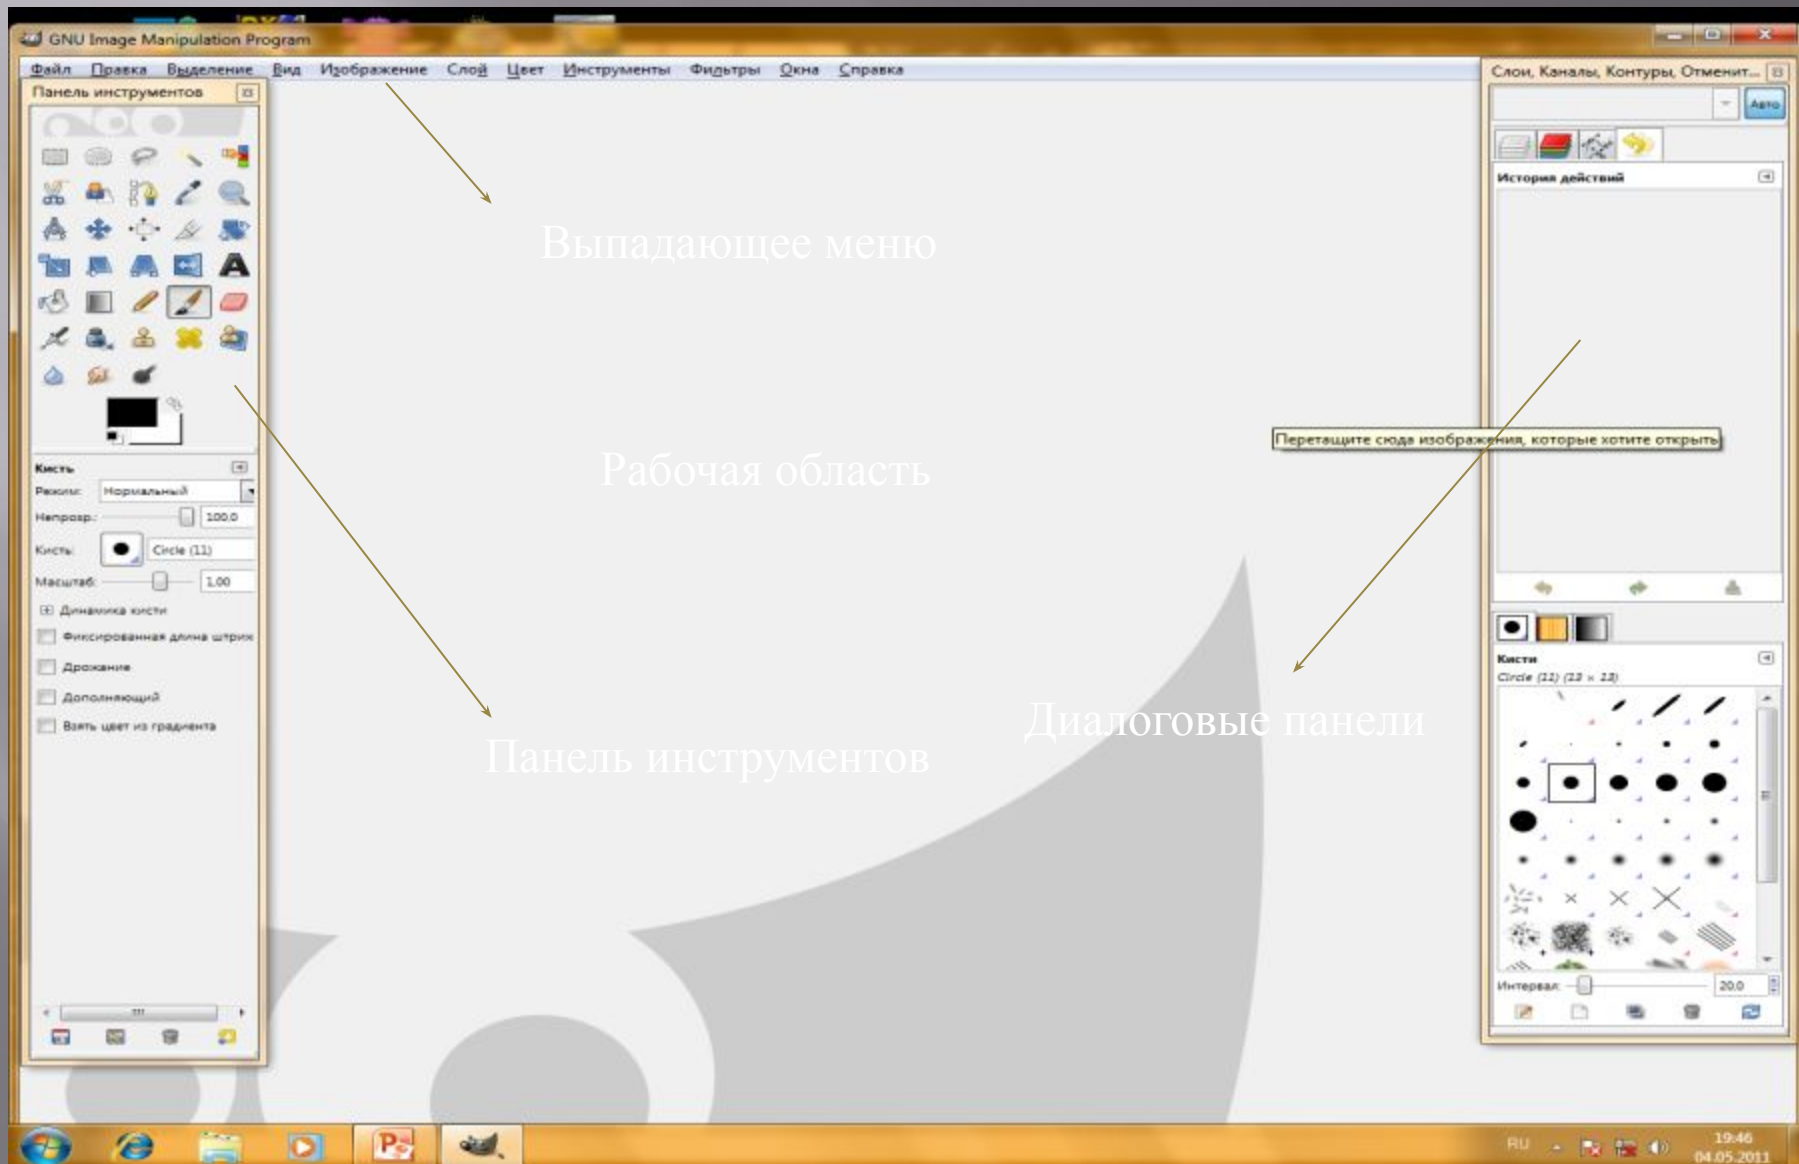 GNU Image Manipulation Program
Файл Правка Выделение Вид Изображение Слой Цвет Инструменты Фильтры Окна Справка
Панель инструментов
Кисть
Режим: Нормальный
Непрозр.: 100,0
Кисть: Circle (11)
Масштаб: 1,00
Динамика кисти
Фиксированная длина штрих
Дрожание
Дополняющий
Взять цвет из градиента
Выпадающее меню
Рабочая область
Панель инструментов
Диалоговые панели
Перетащите сюда изображения, которые хотите открыть
Слои, Каналы, Контуры, Отменит...
Авто
История действий
Кисти
Circle (11) (13 × 13)
Интервал: 20,0
RU
19:46
04.05.2011